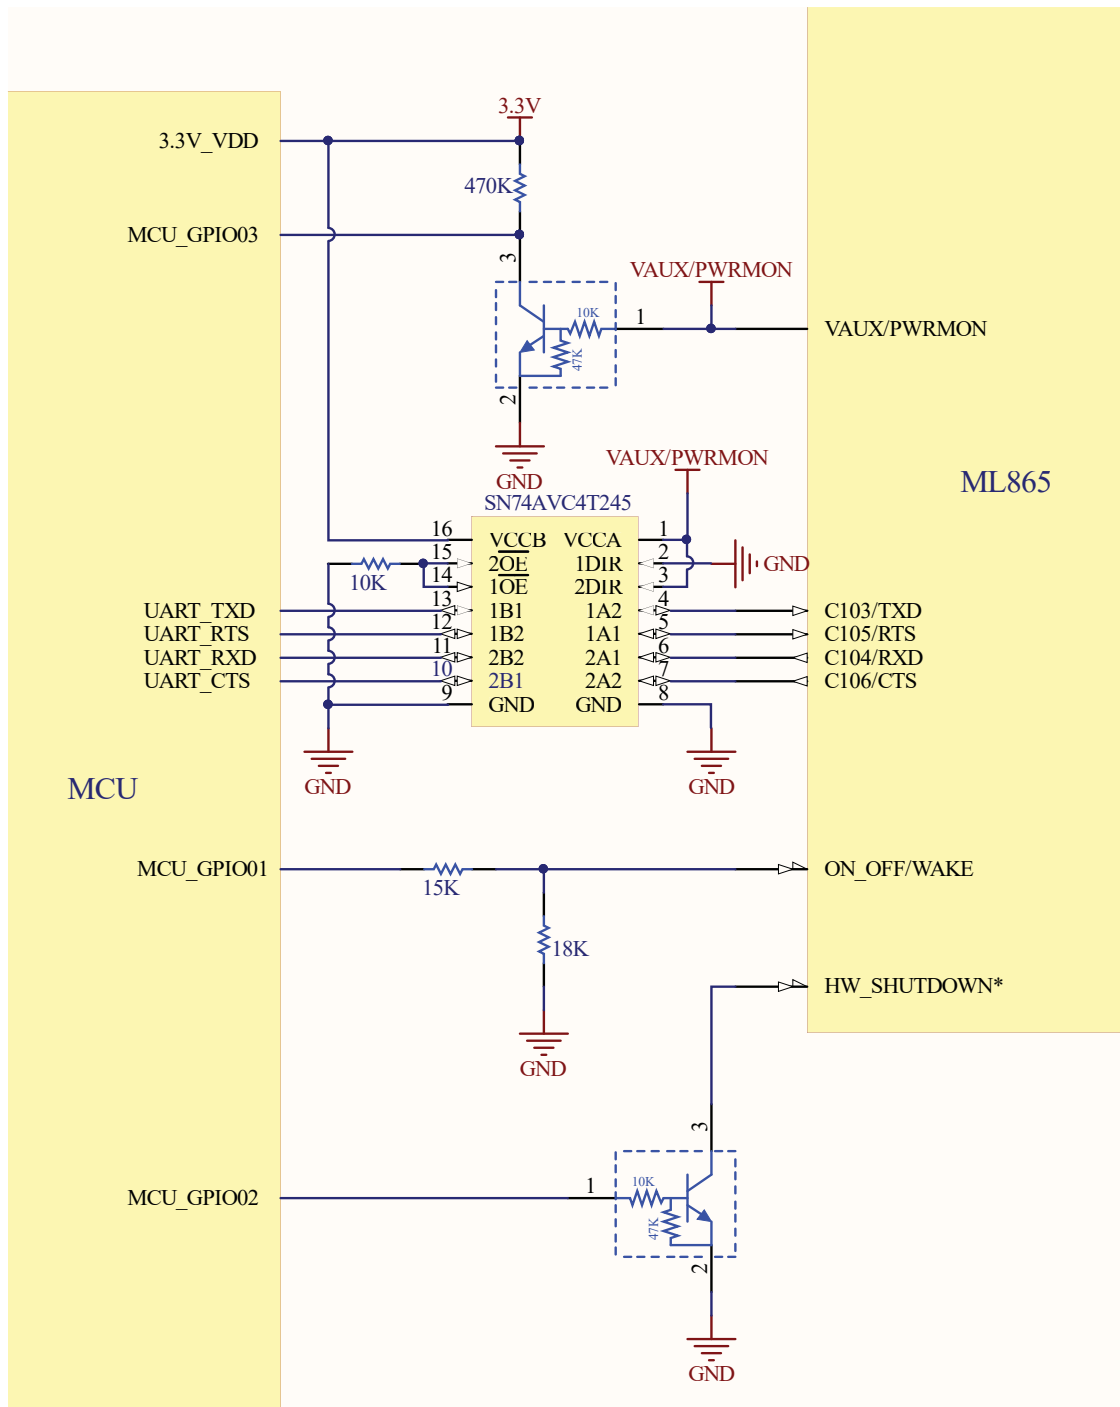 3.3V
3.3V_VDD
470K
MCU_GPIO03
3
VAUX/PWRMON
10K
1
47K
VAUX/PWRMON
2
GND
VAUX/PWRMON
ML865
SN74AVC4T245
16 VCCB VCCA 1
15 2OE 1DIR 2 GND
10K 14 1OE 2DIR 3
UART_TXD 13 1B1 1A2 4 C103/TXD
UART_RTS 12 1B2 1A1 5 C105/RTS
UART_RXD 11 2B2 2A1 6 C104/RXD
UART_CTS 10 2B1 2A2 7 C106/CTS
9 GND GND 8
GND GND
MCU
MCU_GPIO01 ON_OFF/WAKE
15K
18K
HW_SHUTDOWN*
GND
3
10K
MCU_GPIO02 1
47K
2
GND